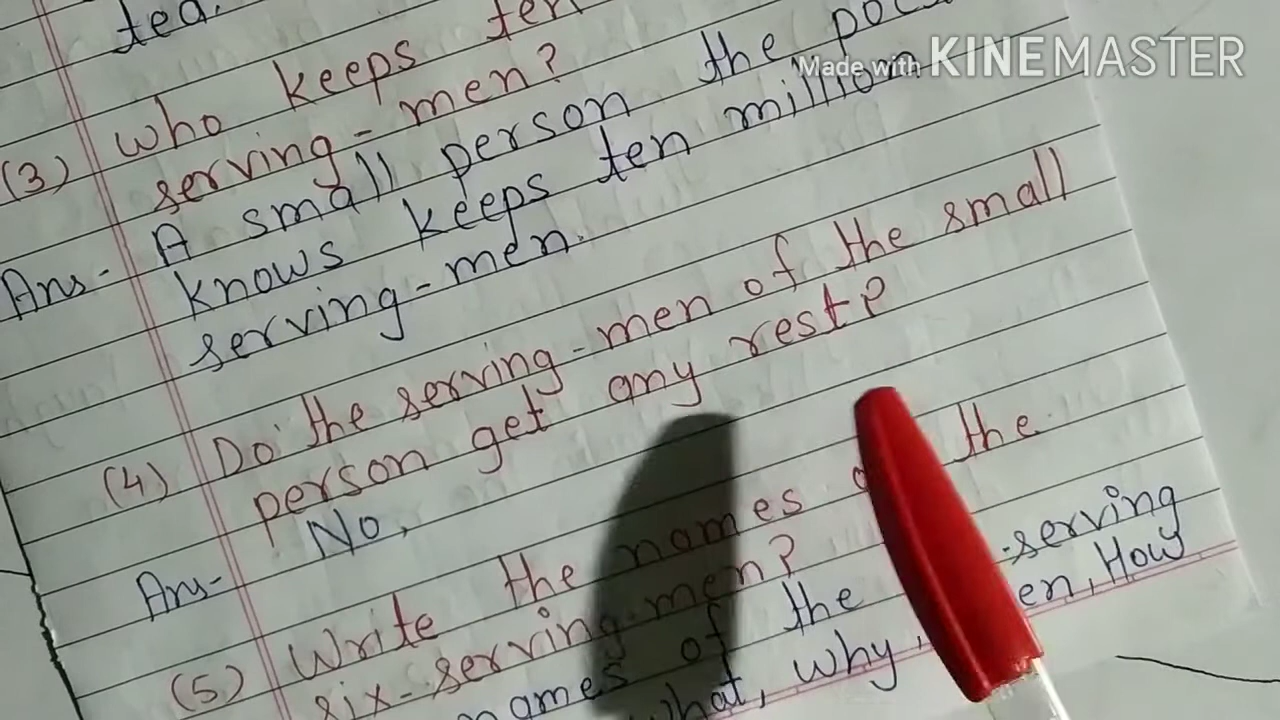 tea.
(3) Who keeps ten
serving-men?
Ans- A small person the
knows keeps ten million
serving-men.
(4) Do the serving-men of the small
person get any rest?
Ans- No,
(5) Write the names the
six-serving-men?
names of the serving
what, why, How
Made with KINEMASTER